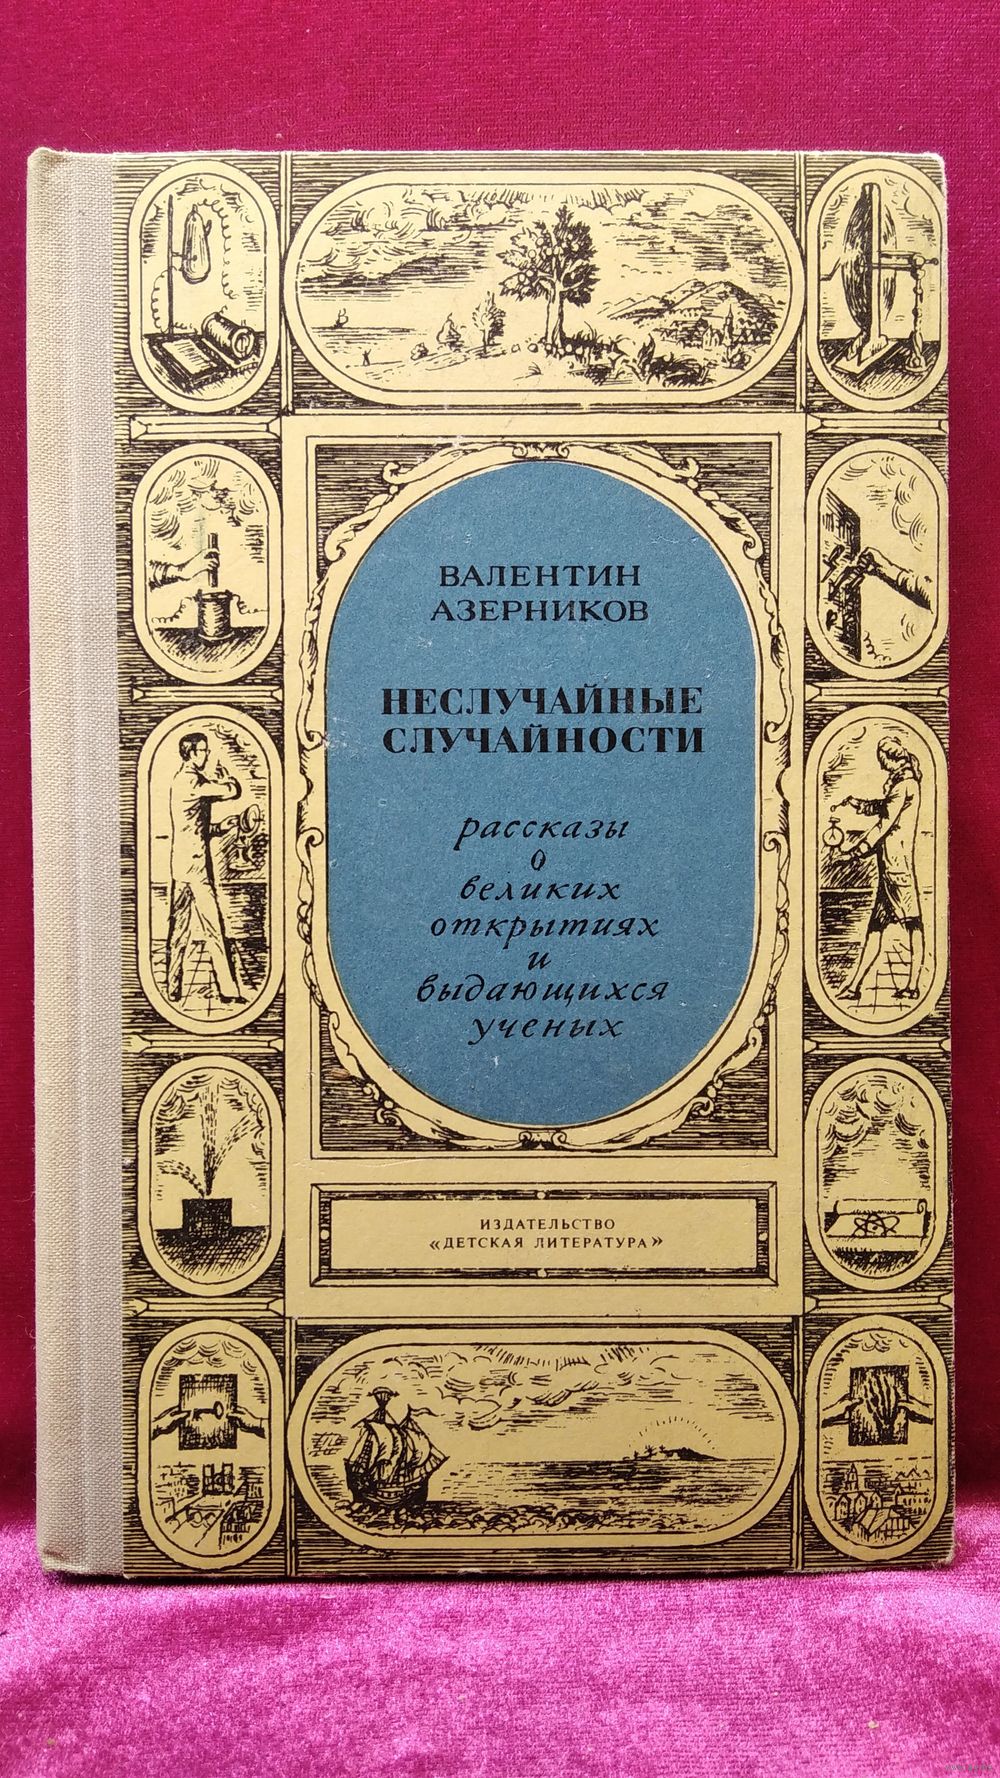 ВАЛЕНТИН
АЗЕРНИКОВ
НЕСЛУЧАЙНЫЕ
СЛУЧАЙНОСТИ
рассказы
о
великих
открытиях
и
выдающихся
ученых
ИЗДАТЕЛЬСТВО
«ДЕТСКАЯ ЛИТЕРАТУРА»